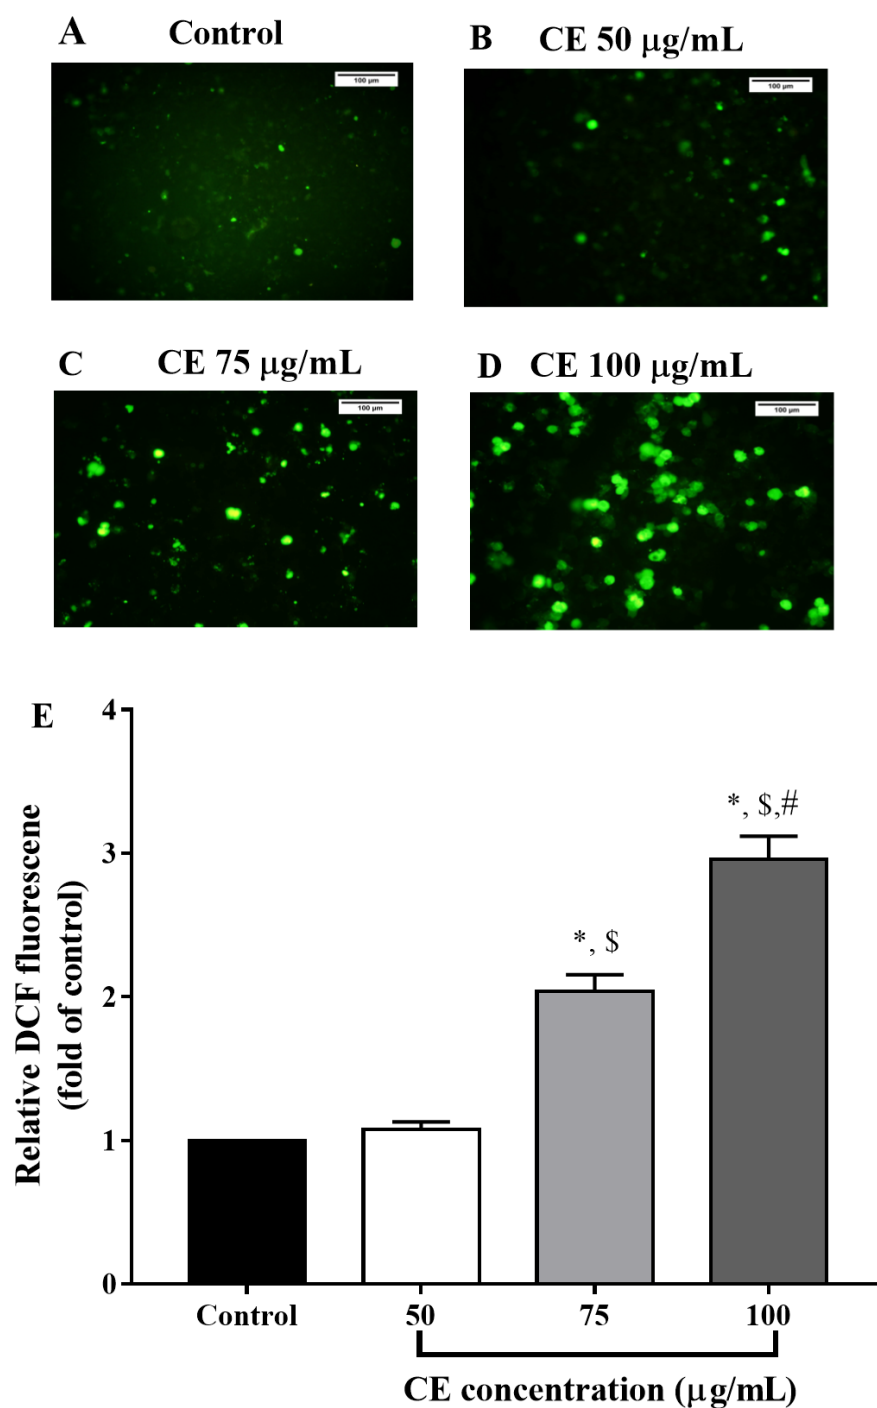 A Control
100 µm
B CE 50 µg/mL
100 µm
C CE 75 µg/mL
100 µm
D CE 100 µg/mL
100 µm
E
Relative DCF fluorescene
(fold of control)
4
3
2
1
0
*, $
*, $,#
Control 50 75 100
CE concentration (µg/mL)